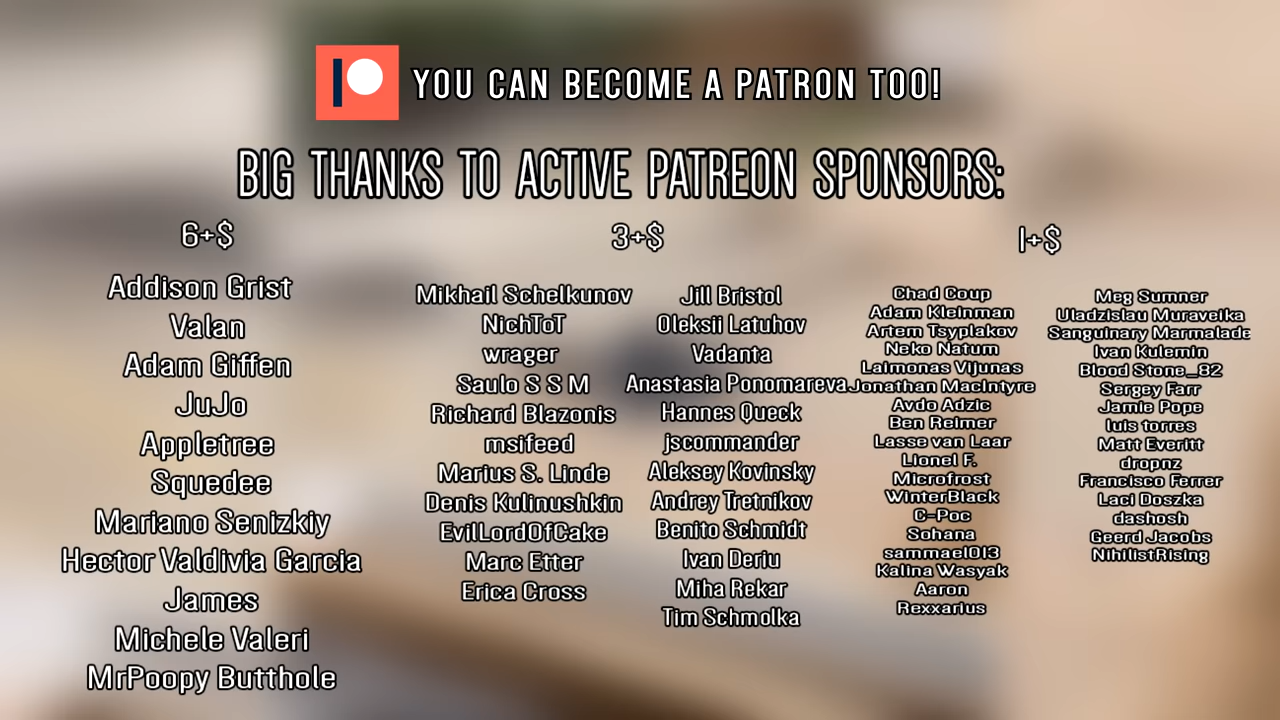 YOU CAN BECOME A PATRON TOO!
BIG THANKS TO ACTIVE PATREON SPONSORS:
6+$
Addison Grist
Valan
Adam Giffen
JuJo
Appletree
Squedee
Mariano Senizkiy
Hector Valdivia Garcia
James
Michele Valeri
MrPoopy Butthole
3+$
Mikhail Schelkunov
NichToT
wrager
Saulo S S M
Richard Blazonis
msifeed
Marius S. Linde
Denis Kulinushkin
EvilLordOfCake
Marc Etter
Erica Cross
Jill Bristol
Oleksii Latuhov
Vadanta
Anastasia Ponomareva
Hannes Queck
jscommander
Aleksey Kovinsky
Andrey Tretnikov
Benito Schmidt
Ivan Deriu
Miha Rekar
Tim Schmolka
1+$
Chad Coup
Adam Kleinman
Artem Tsyplakov
Neko Natum
Laimonas Vijunas
Jonathan MacIntyre
Avdo Adzic
Ben Reimer
Lasse van Laar
Lionel F.
Microfrost
WinterBlack
C-Poc
Sohana
sammael013
Kalina Wasyak
Aaron
Rexxarius
Meg Sumner
Uladzislau Muraveika
Sanguinary Marmalade
Ivan Kulemin
Blood Stone_82
Sergey Farr
Jamie Pope
luis torres
Matt Everitt
dropnz
Francisco Ferrer
Laci Doszka
dashosh
Geerd Jacobs
NihilistRising